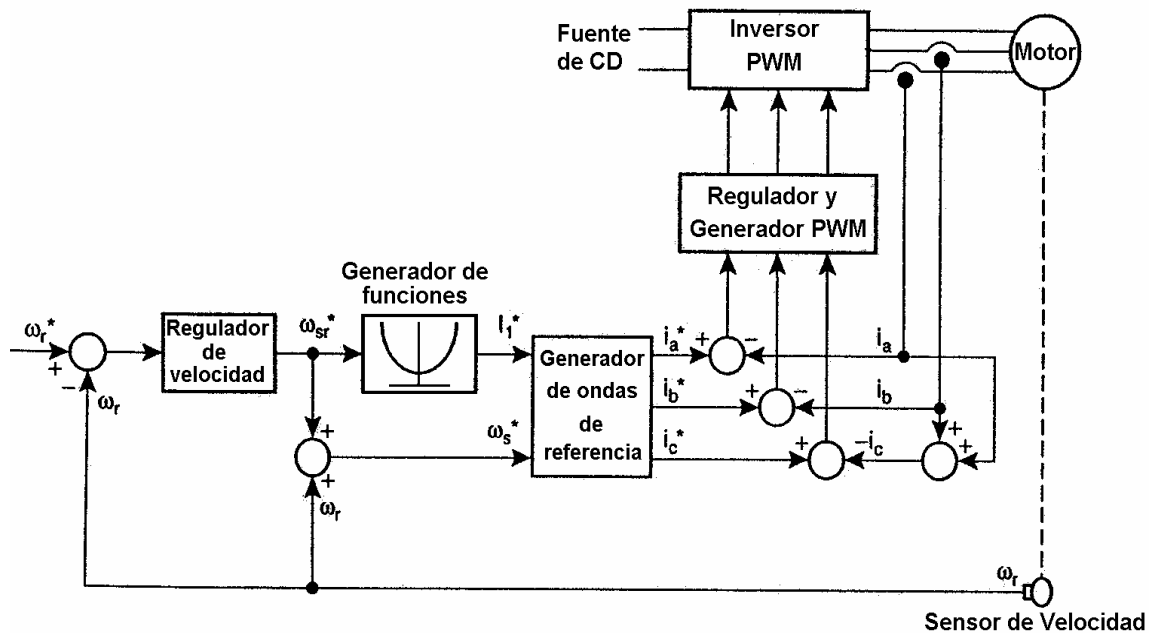 Fuente
de CD
Inversor
PWM
Motor
Regulador y
Generador PWM
Generador de
funciones
ωr*
+
−
ωr
Regulador
de
velocidad
ωsr*
I1*
+
+
ωr
ωs*
Generador
de ondas
de
referencia
ia*
+
−
ia
ib*
+
−
ib
ic*
+
−ic
+
+
ωr
Sensor de Velocidad